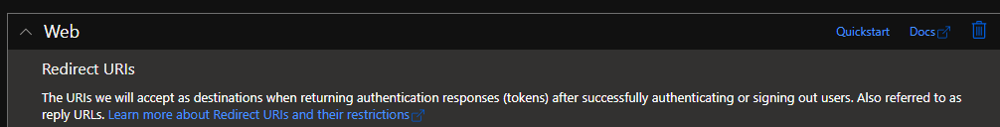 Web
Quickstart
Docs
Redirect URIs
The URIs we will accept as destinations when returning authentication responses (tokens) after successfully authenticating or signing out users. Also referred to as
reply URLs. Learn more about Redirect URIs and their restrictions